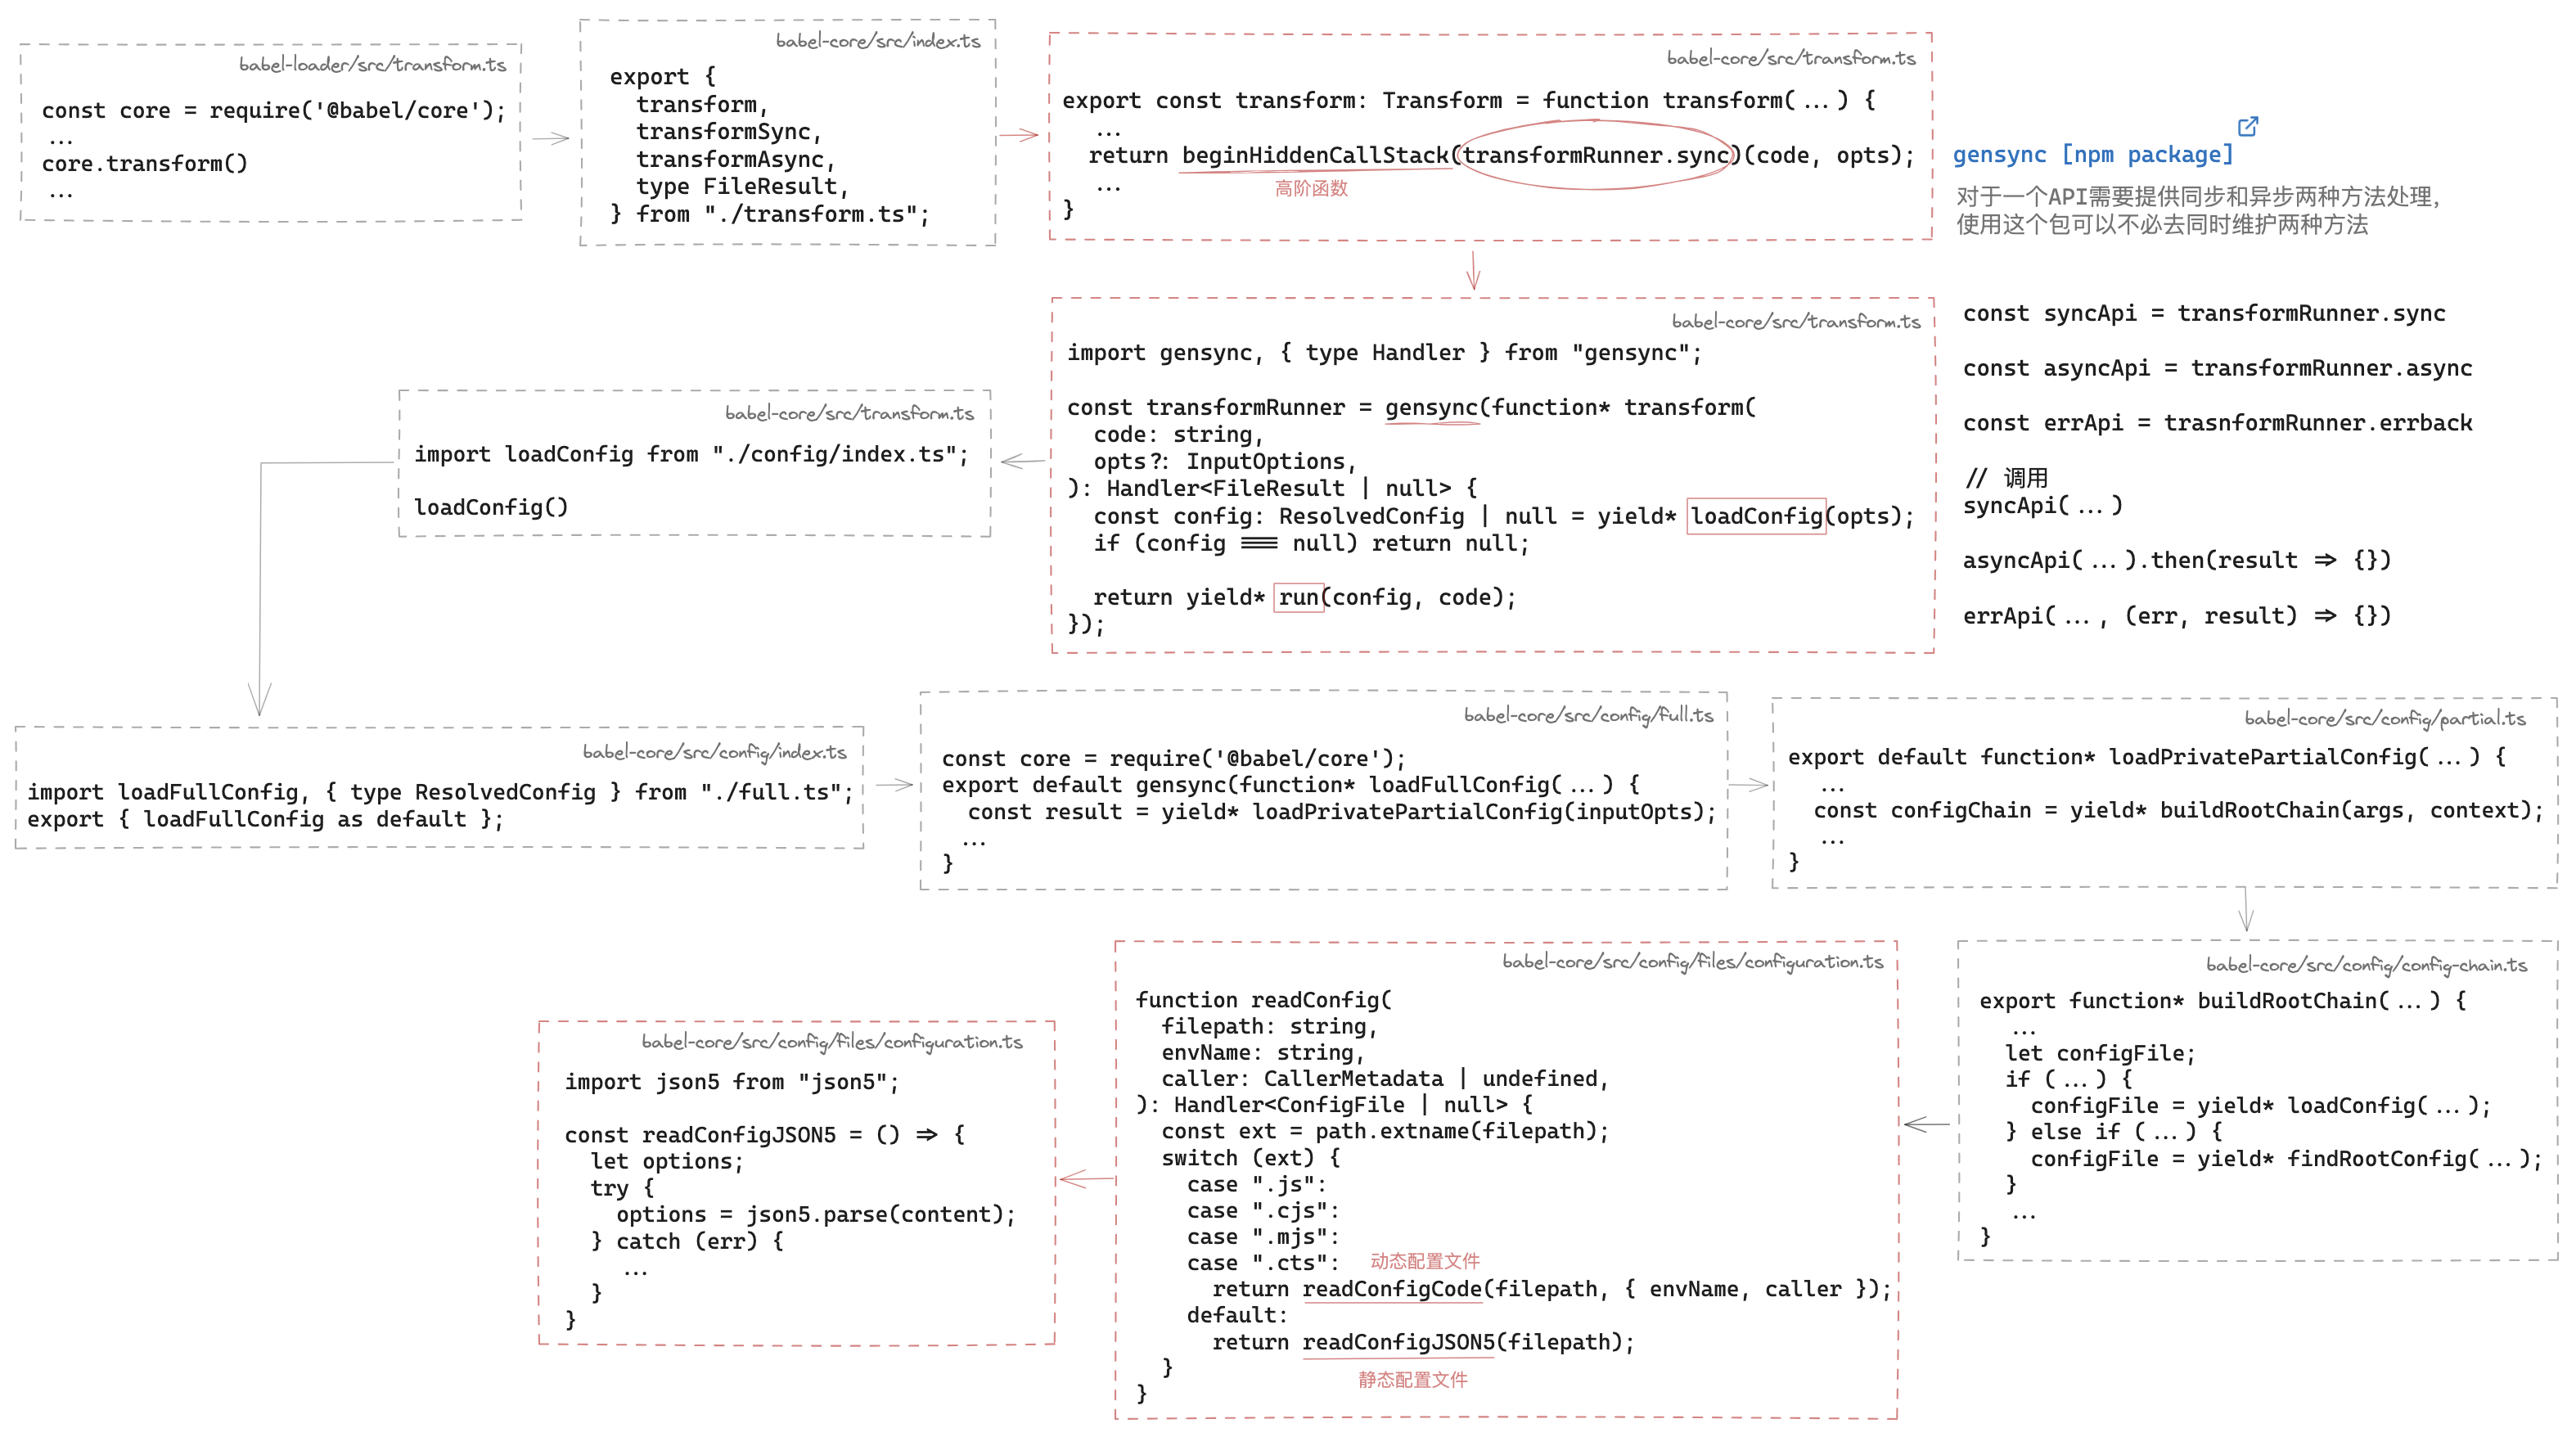 babel-loader/src/transform.ts
const core = require('@babel/core');
...
core.transform()
...
babel-core/src/index.ts
export {
  transform,
  transformSync,
  transformAsync,
  type FileResult,
} from "./transform.ts";
babel-core/src/transform.ts
export const transform: Transform = function transform(...) {
  ...
  return beginHiddenCallStack(transformRunner.sync)(code, opts);
高阶函数
  ...
}
gensync [npm package]
对于一个API需要提供同步和异步两种方法处理,
使用这个包可以不必去同时维护两种方法
babel-core/src/transform.ts
import gensync, { type Handler } from "gensync";
const transformRunner = gensync(function* transform(
  code: string,
  opts?: InputOptions,
): Handler<FileResult | null> {
  const config: ResolvedConfig | null = yield* loadConfig(opts);
  if (config === null) return null;
  return yield* run(config, code);
});
const syncApi = transformRunner.sync
const asyncApi = transformRunner.async
const errApi = trasnformRunner.errback
// 调用
syncApi(...)
asyncApi(...).then(result => {})
errApi(..., (err, result) => {})
babel-core/src/transform.ts
import loadConfig from "./config/index.ts";
loadConfig()
babel-core/src/config/index.ts
import loadFullConfig, { type ResolvedConfig } from "./full.ts";
export { loadFullConfig as default };
babel-core/src/config/full.ts
const core = require('@babel/core');
export default gensync(function* loadFullConfig(...) {
  const result = yield* loadPrivatePartialConfig(inputOpts);
  ...
}
babel-core/src/config/partial.ts
export default function* loadPrivatePartialConfig(...) {
  ...
  const configChain = yield* buildRootChain(args, context);
  ...
}
babel-core/src/config/config-chain.ts
export function* buildRootChain(...) {
  ...
  let configFile;
  if (...) {
    configFile = yield* loadConfig(...);
  } else if (...) {
    configFile = yield* findRootConfig(...);
  }
  ...
}
babel-core/src/config/files/configuration.ts
function readConfig(
  filepath: string,
  envName: string,
  caller: CallerMetadata | undefined,
): Handler<ConfigFile | null> {
  const ext = path.extname(filepath);
  switch (ext) {
    case ".js":
    case ".cjs":
    case ".mjs":
    case ".cts": 动态配置文件
      return readConfigCode(filepath, { envName, caller });
    default:
      return readConfigJSON5(filepath);
静态配置文件
  }
}
babel-core/src/config/files/configuration.ts
import json5 from "json5";
const readConfigJSON5 = () => {
  let options;
  try {
    options = json5.parse(content);
  } catch (err) {
    ...
  }
}